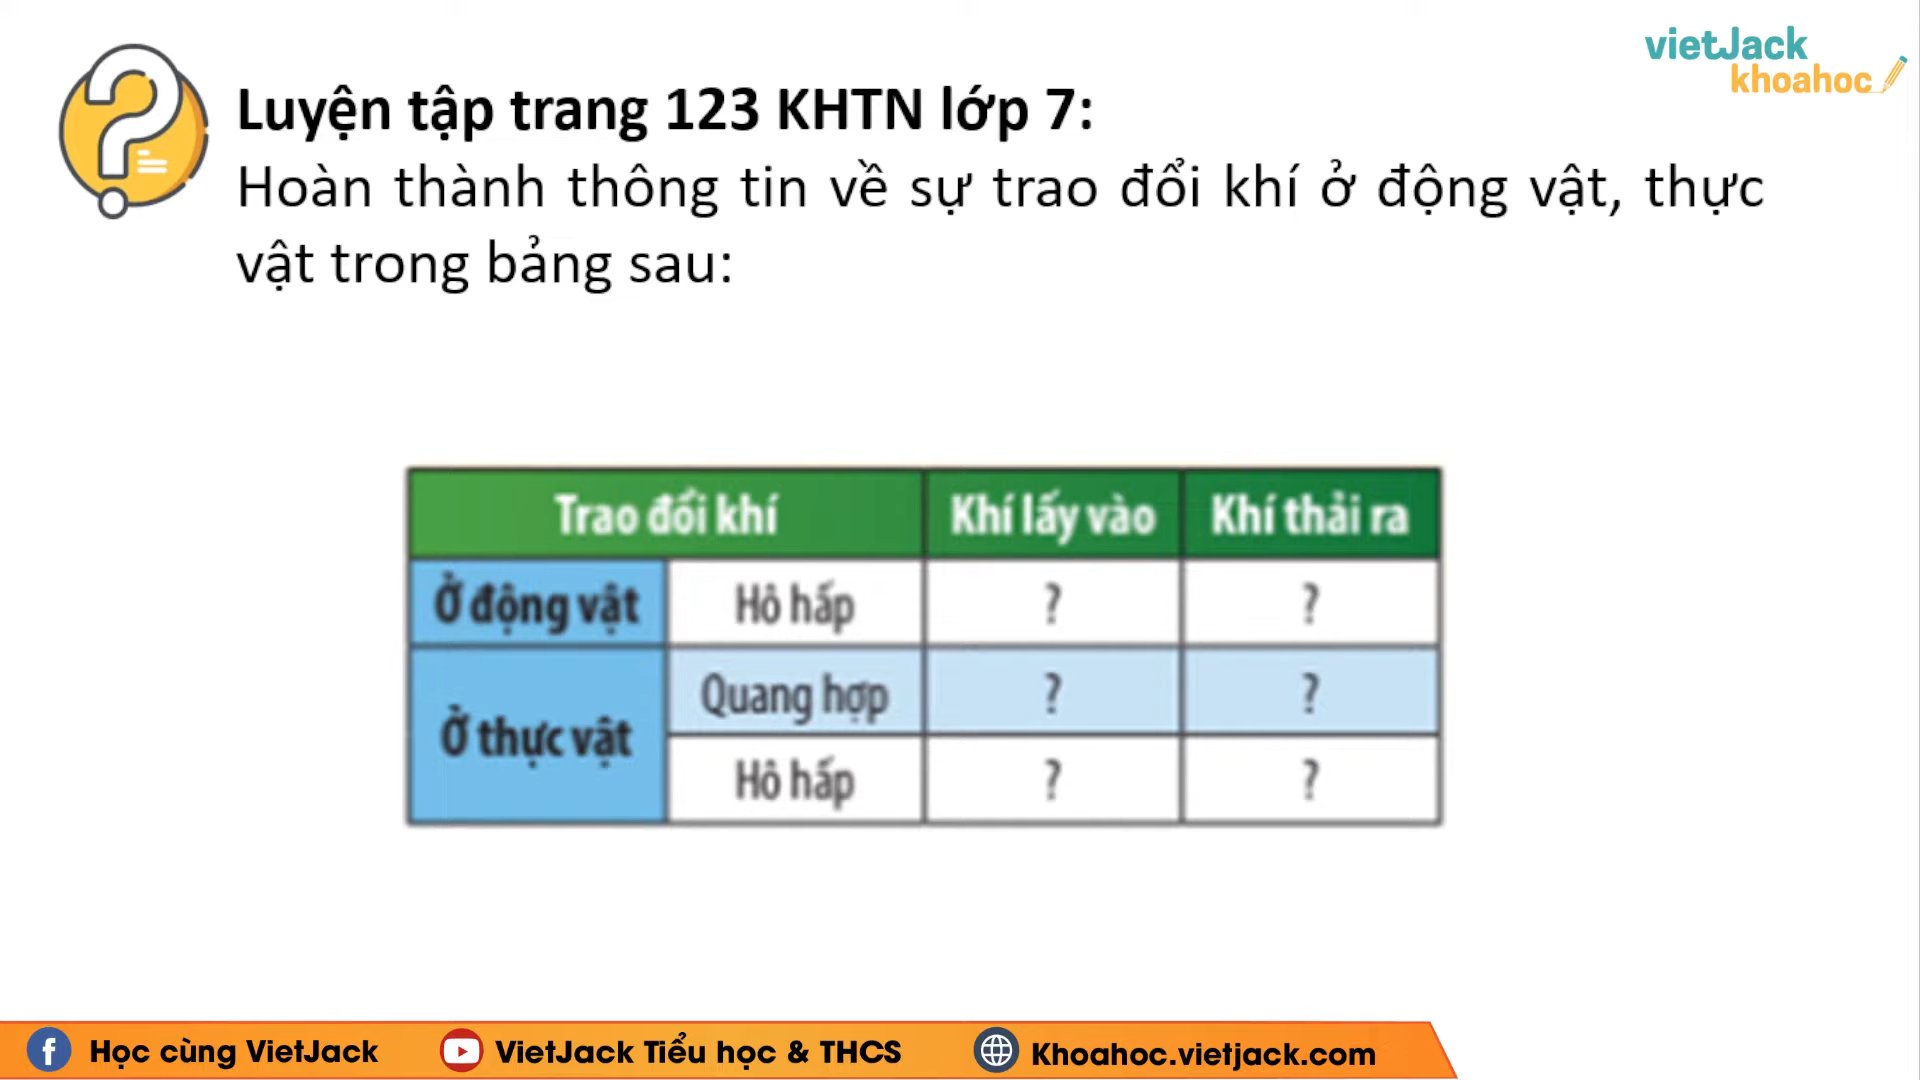 vietJack
khoahoc
Luyện tập trang 123 KHTN lớp 7:
Hoàn thành thông tin về sự trao đổi khí ở động vật, thực
vật trong bảng sau:
Trao đổi khí Khí lấy vào Khí thải ra
Ở động vật Hô hấp ? ?
Ở thực vật Quang hợp ? ?
Hô hấp ? ?
Học cùng VietJack VietJack Tiểu học & THCS Khoahoc.vietjack.com